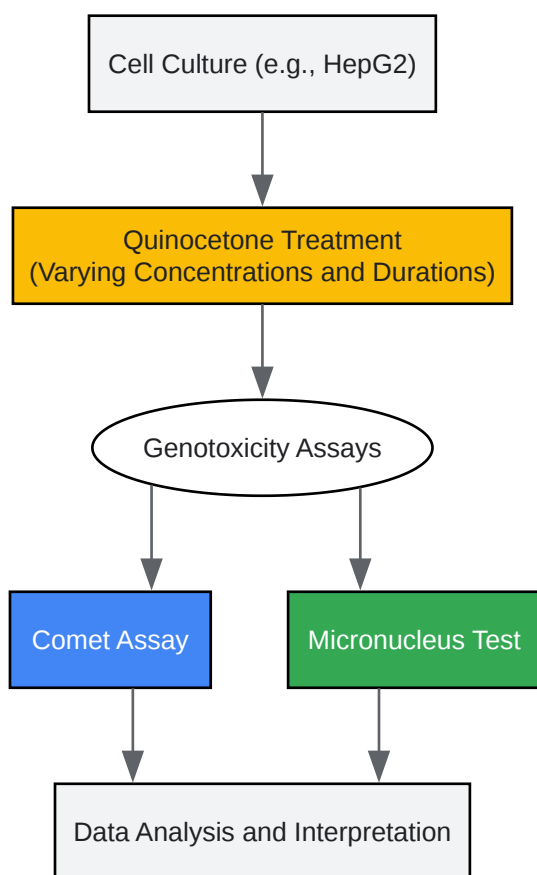 Cell Culture (e.g., HepG2)
Quinocetone Treatment
(Varying Concentrations and Durations)
Genotoxicity Assays
Comet Assay
Micronucleus Test
Data Analysis and Interpretation